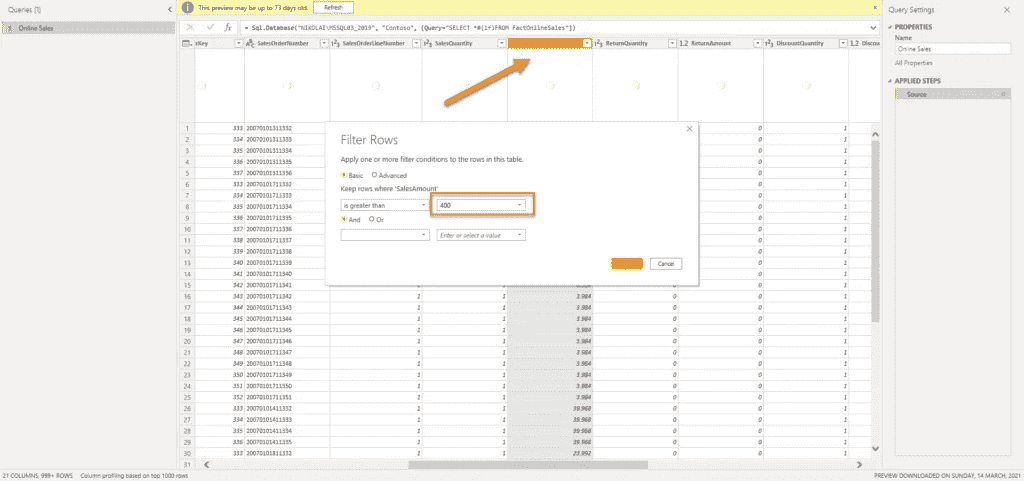 Queries [1]
This preview may be up to 73 days old. Refresh
Query Settings
Online Sales
= Sql.Database("NIKOLAI\MSSQL03_2019", "Contoso", [Query="SELECT *#(lf)FROM FactOnlineSales"])
PROPERTIES
Name
Online Sales
All Properties
APPLIED STEPS
Source
tKey SalesOrderNumber SalesOrderLineNumber SalesQuantity ReturnQuantity ReturnAmount DiscountQuantity Discou
Filter Rows
Apply one or more filter conditions to the rows in this table.
Basic Advanced
Keep rows where 'SalesAmount'
is greater than 400
And Or
Enter or select a value
Cancel
1 333 20070101311332 0 1
2 334 20070101311333 0 1
3 335 20070101311334 0 1
4 336 20070101311335 0 1
5 337 20070101311336 0 1
6 333 20070101711332 0 1
7 334 20070101711333 0 1
8 335 20070101711334 0 1
9 336 20070101711335 0 1
10 337 20070101711336 0 1
11 338 20070101711337 0 1
12 339 20070101711338 0 1
13 340 20070101711339 0 1
14 341 20070101711340 0 1
15 342 20070101711341 1 1 3.984 0 0 1
16 343 20070101711342 1 1 3.984 0 0 1
17 344 20070101711343 1 1 3.984 0 0 1
18 345 20070101711344 1 1 3.984 0 0 1
19 346 20070101711345 1 1 3.984 0 0 1
20 347 20070101711346 1 1 3.984 0 0 1
21 348 20070101711347 1 1 3.984 0 0 1
22 349 20070101711348 1 1 3.984 0 0 1
23 350 20070101711349 1 1 3.984 0 0 1
24 351 20070101711350 1 1 3.984 0 0 1
25 352 20070101711351 1 1 3.984 0 0 1
26 333 20070101411332 1 1 39.968 0 0 1
27 334 20070101411333 1 1 39.968 0 0 1
28 335 20070101411334 1 1 39.968 0 0 1
29 336 20070101411335 1 1 39.968 0 0 1
30 333 20070101811332 1 1 23.992 0 0 1
31
21 COLUMNS, 999+ ROWS Column profiling based on top 1000 rows
PREVIEW DOWNLOADED ON SUNDAY, 14 MARCH, 2021